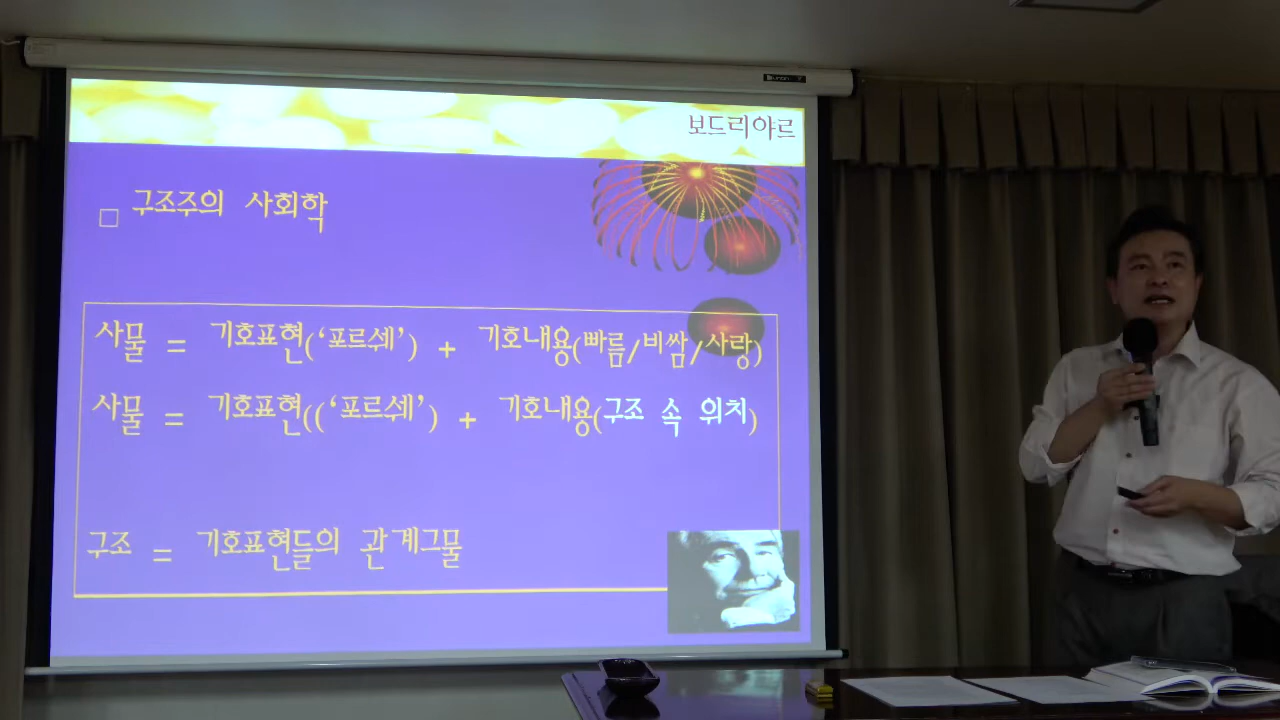 보드리야르
□ 구조주의 사회학
사물 = 기호표현(‘포르쉐’) + 기호내용(빠름/비쌈/사랑)
사물 = 기호표현((‘포르쉐’) + 기호내용(구조 속 위치)
구조 = 기호표현들의 관계그물